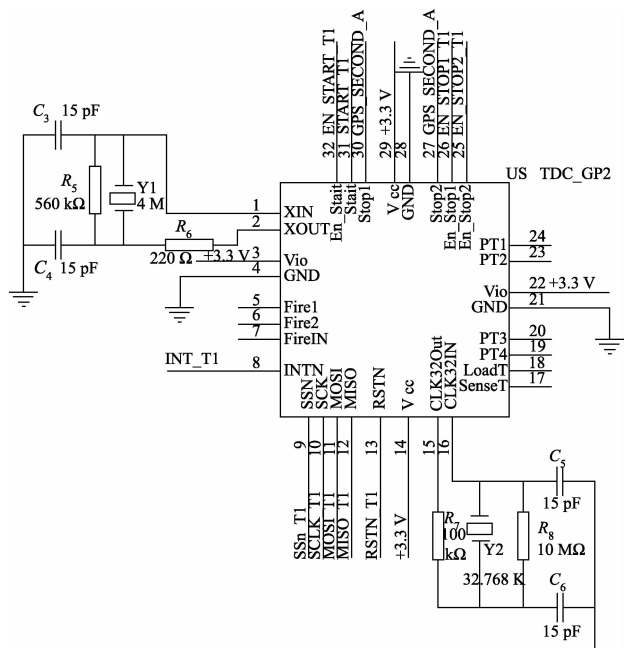 32 EN_START_T1
31 START_T1
30 GPS_SECOND_A
29 +3.3 V
28
27 GPS_SECOND_A
26 EN_STOP1_T1
25 EN_STOP2_T1
US TDC_GP2
C3 15 pF
R5
560 kΩ
Y1
4 M
C4 15 pF
R6
220 Ω
+3.3 V
1 XIN
2 XOUT
3 Vio
4 GND
5 Fire1
6 Fire2
7 FireIN
INT_T1 8 INTN
En_Stait
Stait
Stop1
V cc
GND
Stop2
En_Stop1
En_Stop2
PT1 24
PT2 23
Vio 22 +3.3 V
GND 21
PT3 20
PT4 19
LoadT 18
SenseT 17
SSN
SCK
MOSI
MISO
RSTN
V cc
CLK32Out
CLK32IN
9 SSn_T1
10 SCLK_T1
11 MOSI_T1
12 MISO_T1
13 RSTN_T1
14 +3.3 V
15
16
C5
15 pF
R7
100
kΩ
Y2
32.768 K
R8
10 MΩ
C6
15 pF